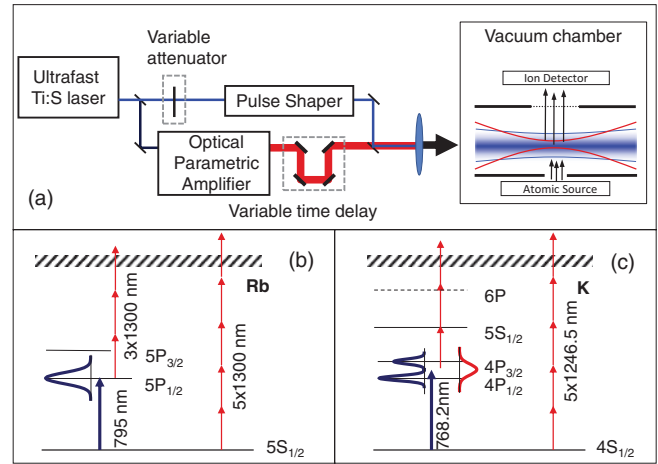 Variable
attenuator
Vacuum chamber
Ion Detector
Ultrafast
Ti:S laser
Pulse Shaper
Optical
Parametric
Amplifier
Atomic Source
(a)
Variable time delay
(b)
Rb
3x1300 nm
5P3/2
5P1/2
795 nm
5x1300 nm
5S1/2
(c)
K
6P
5S1/2
4P3/2
4P1/2
768.2nm
5x1246.5 nm
4S1/2